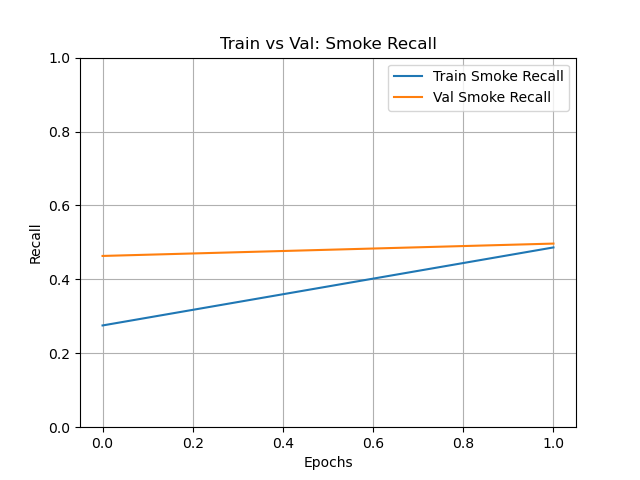 Train vs Val: Smoke Recall
1.0
0.8
0.6
0.4
0.2
0.0
Recall
Train Smoke Recall
Val Smoke Recall
0.0 0.2 0.4 0.6 0.8 1.0
Epochs